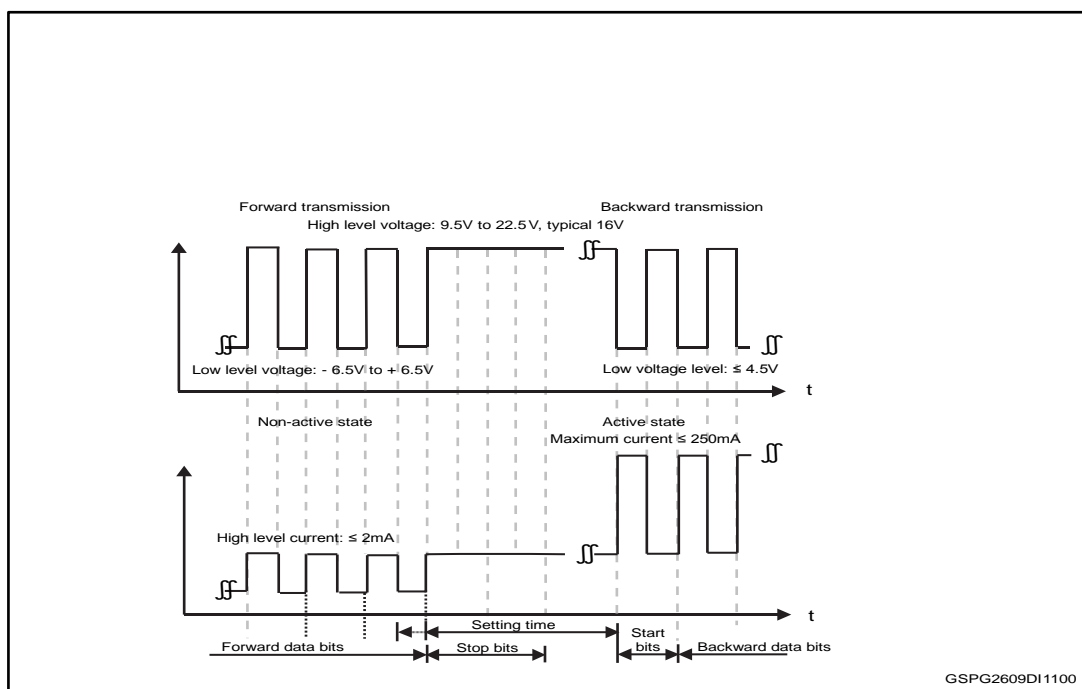 Forward transmission
Backward transmission
High level voltage: 9.5V to 22.5V, typical 16V
Low level voltage: - 6.5V to + 6.5V
Low voltage level: ≤ 4.5V
t
Non-active state
Active state
Maximum current ≤ 250mA
High level current: ≤ 2mA
t
Setting time
Start
bits
Forward data bits
Stop bits
Backward data bits
GSPG2609DI1100